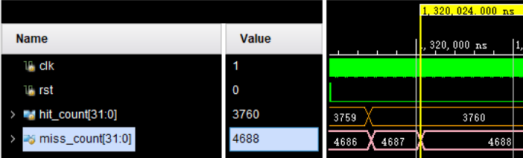 1,320,024.000 ns
Name Value
1,320,000 ns
clk 1
rst 0
hit_count[31:0] 3760 3759 3760
miss_count[31:0] 4688 4686 4687 4688